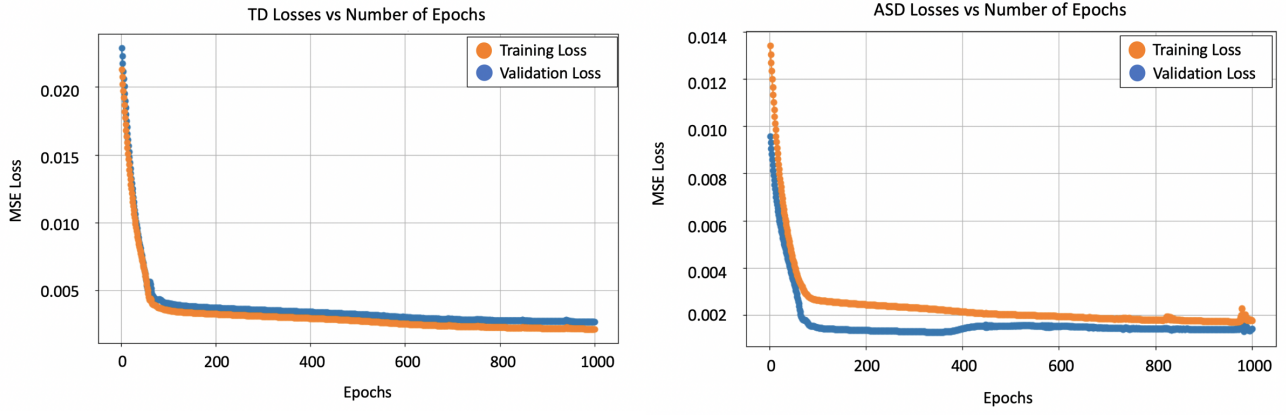 TD Losses vs Number of Epochs
Training Loss
Validation Loss
MSE Loss
0.020
0.015
0.010
0.005
0 200 400 600 800 1000
Epochs
ASD Losses vs Number of Epochs
Training Loss
Validation Loss
MSE Loss
0.014
0.012
0.010
0.008
0.006
0.004
0.002
0 200 400 600 800 1000
Epochs